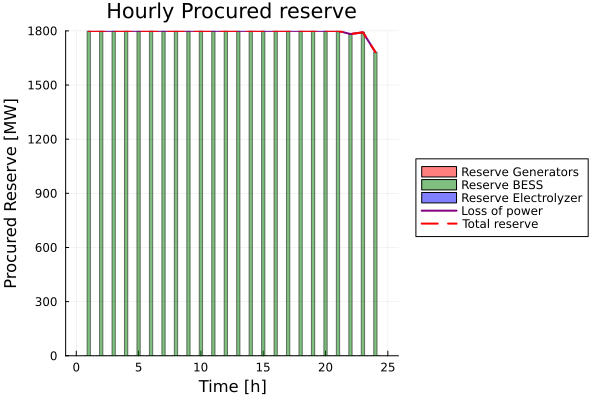 Hourly Procured reserve
Procured Reserve [MW]
1800
1500
1200
900
600
300
0
0 5 10 15 20 25
Time [h]
Reserve Generators
Reserve BESS
Reserve Electrolyzer
Loss of power
Total reserve